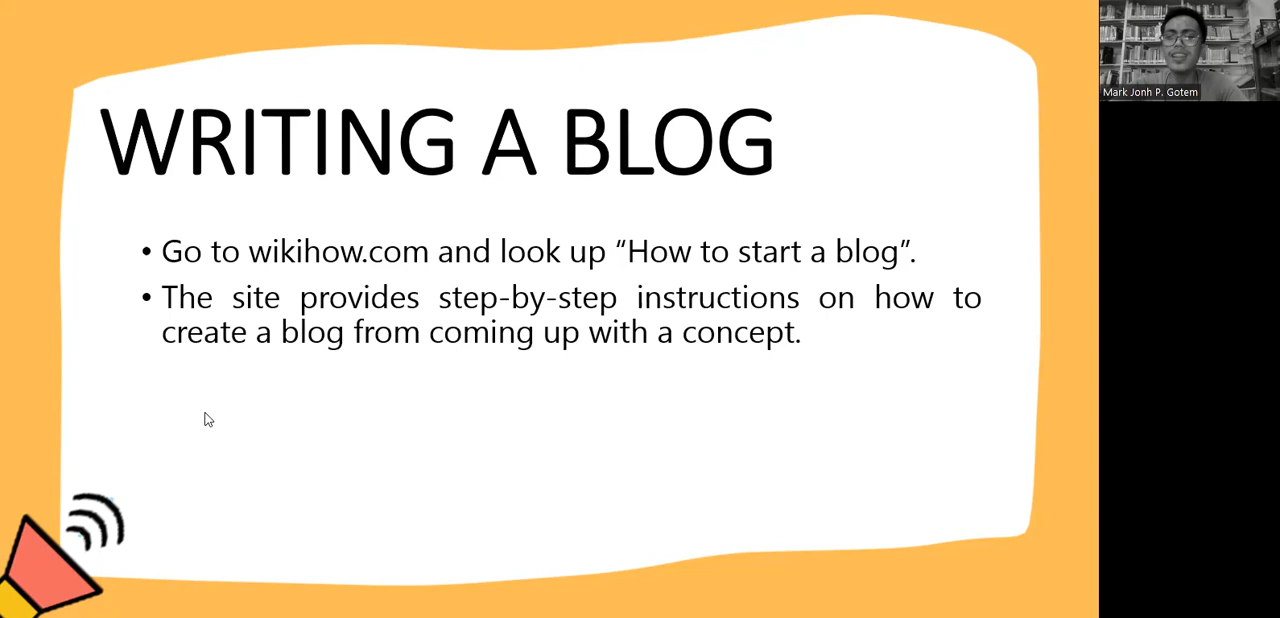 WRITING A BLOG
• Go to wikihow.com and look up “How to start a blog”.
• The site provides step-by-step instructions on how to
create a blog from coming up with a concept.
Mark Jonh P. Gotem